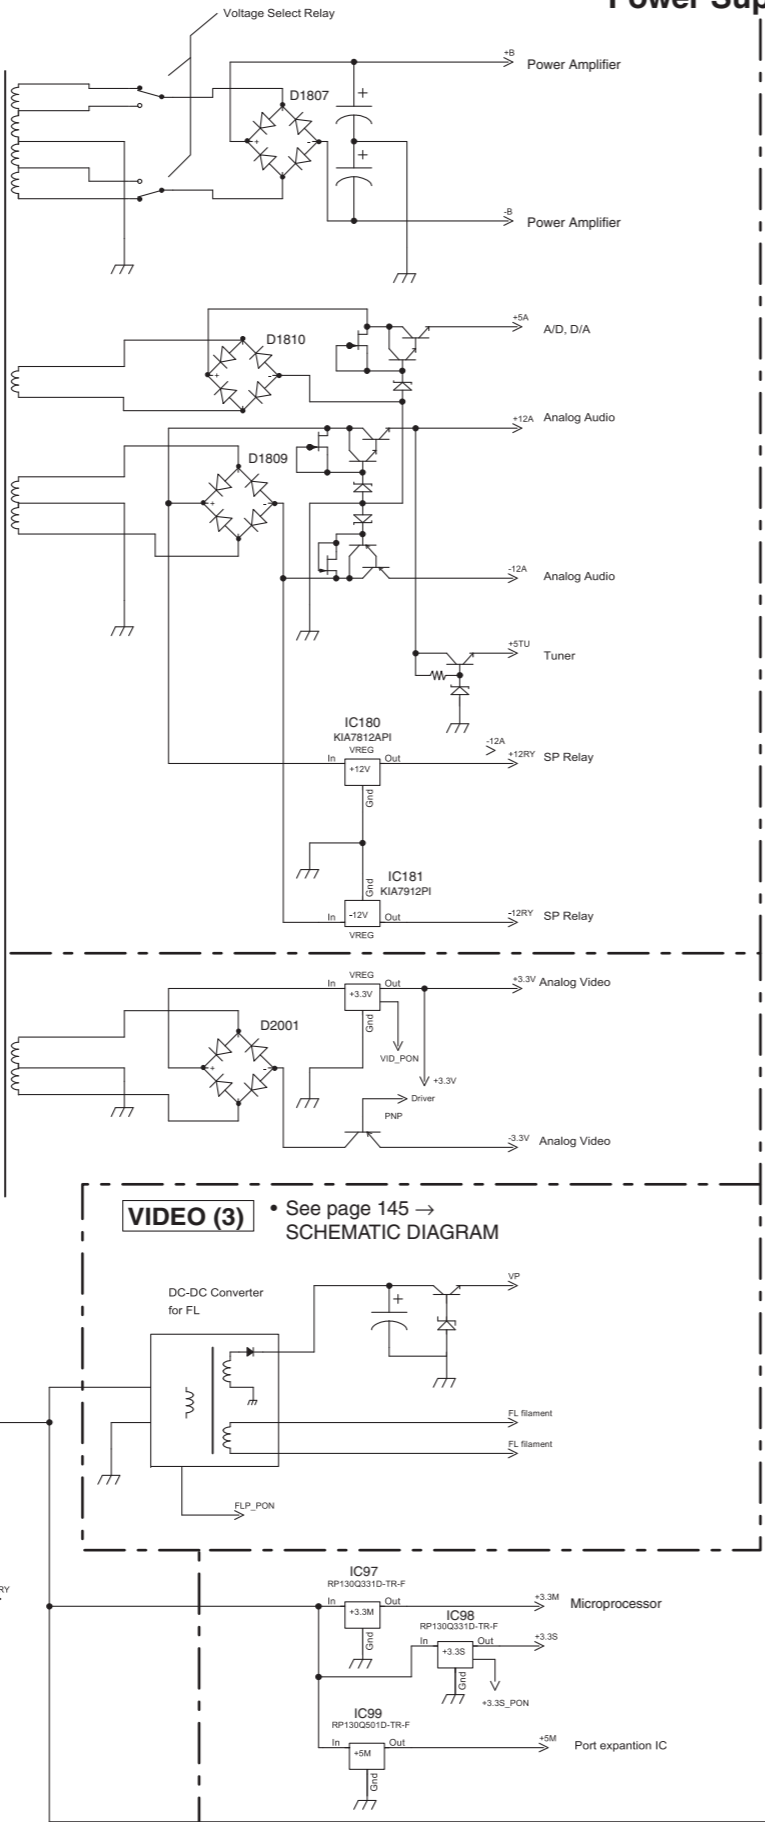 Power Sup
Voltage Select Relay
+B
Power Amplifier
D1807
+
+
+
-
-B
Power Amplifier
+5A
A/D, D/A
D1810
+
-
+12A
Analog Audio
D1809
+
-
-12A
Analog Audio
+5TU
Tuner
IC180
KIA7812API
VREG
-12A
In
+12V
Out
+12RY
SP Relay
Gnd
IC181
KIA7912PI
Gnd
In
-12V
Out
-12RY
SP Relay
VREG
VREG
In
+3.3V
Out
+3.3V
Analog Video
Gnd
D2001
VID_PON
+
-
+3.3V
Driver
PNP
-3.3V
Analog Video
VIDEO (3)
• See page 145 →
SCHEMATIC DIAGRAM
DC-DC Converter
for FL
VP
+
FL filament
FL filament
FLP_PON
RY
IC97
RP130Q331D-TR-F
In
+3.3M
Out
+3.3M
Microprocessor
Gnd
IC98
RP130Q331D-TR-F
In
+3.3S
Out
+3.3S
Gnd
+3.3S_PON
IC99
RP130Q501D-TR-F
In
+5M
Out
+5M
Port expantion IC
Gnd